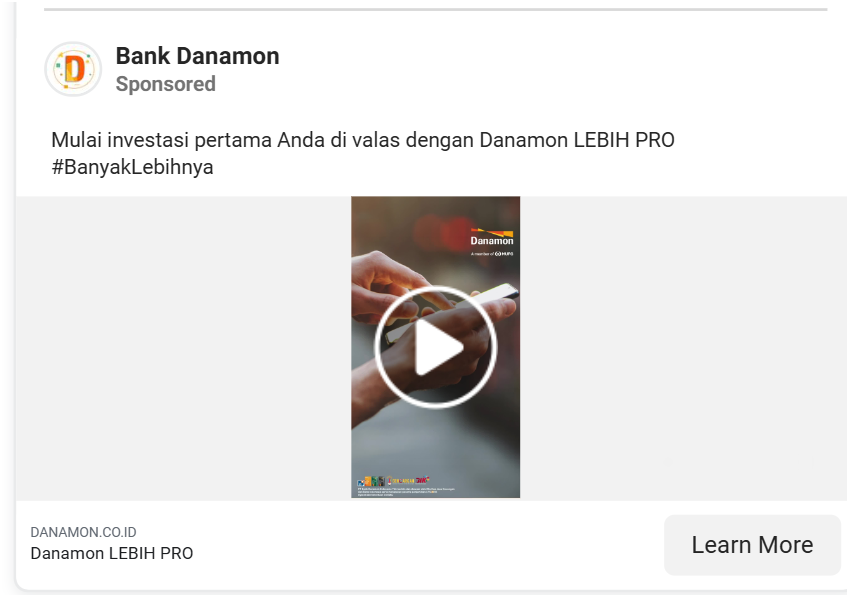 Bank Danamon
Sponsored
Mulai investasi pertama Anda di valas dengan Danamon LEBIH PRO
#BanyakLebihnya
Danamon
A member of MUFG
DANAMON.CO.ID
Danamon LEBIH PRO
Learn More